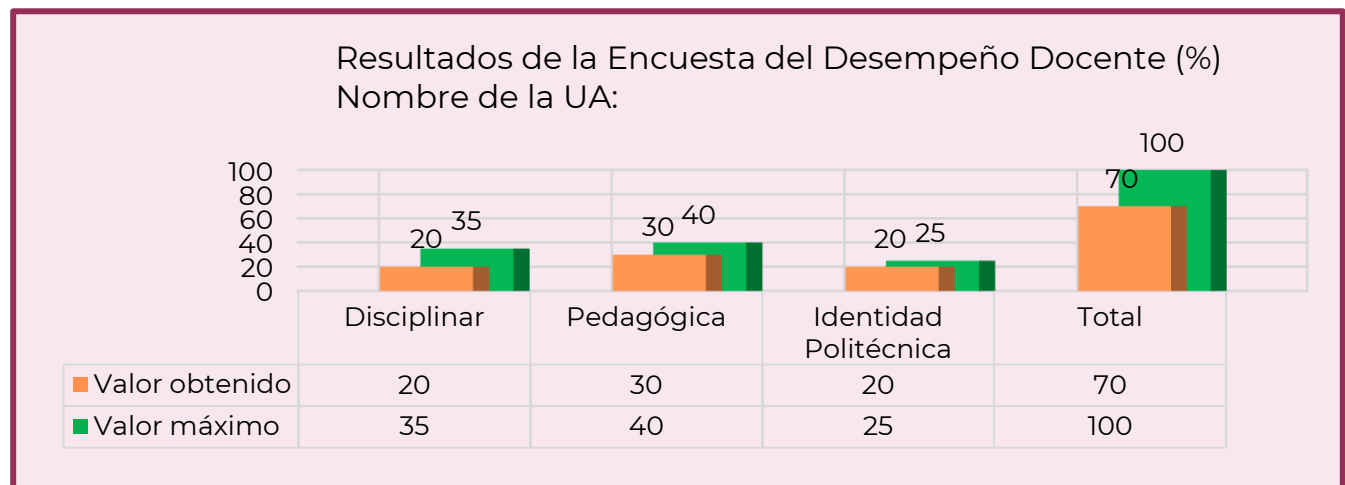 Resultados de la Encuesta del Desempeño Docente (%)
Nombre de la UA:
100
80
60
40
20
0
20 35
30 40
20 25
70 100
Disciplinar Pedagógica Identidad Politécnica Total
Valor obtenido 20 30 20 70
Valor máximo 35 40 25 100